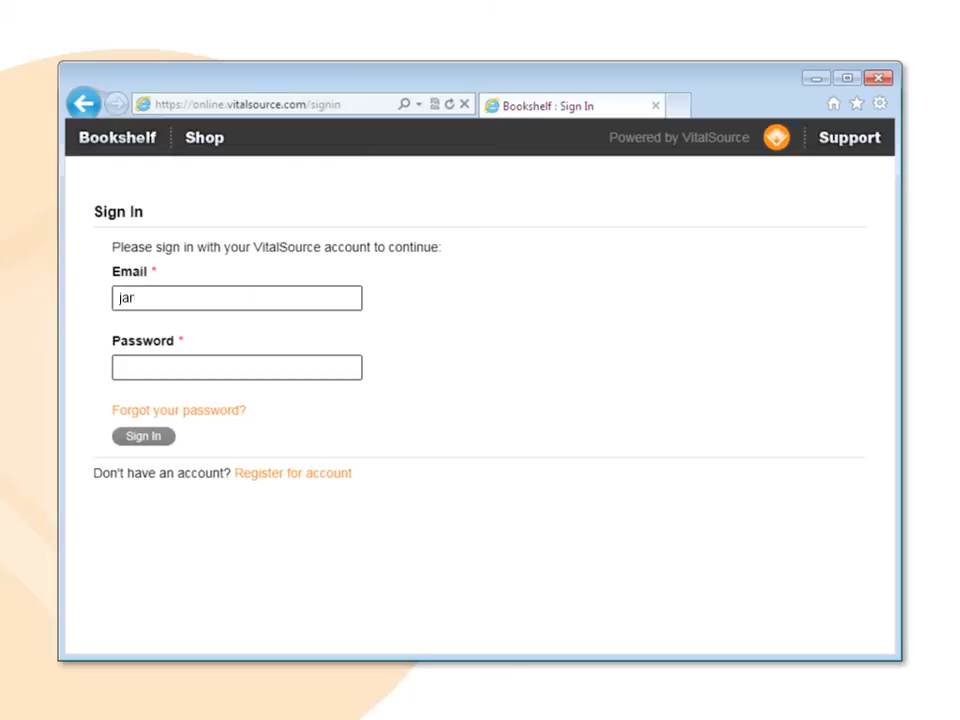 https://online.vitalsource.com/signin
Bookshelf : Sign In
Bookshelf
Shop
Powered by VitalSource
Support
Sign In
Please sign in with your VitalSource account to continue:
Email *
jar
Password *
Forgot your password?
Sign In
Don't have an account? Register for account